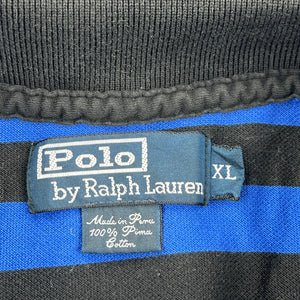 Polo
by Ralph Lauren
XL
Made in Peru
100% Pima
Cotton